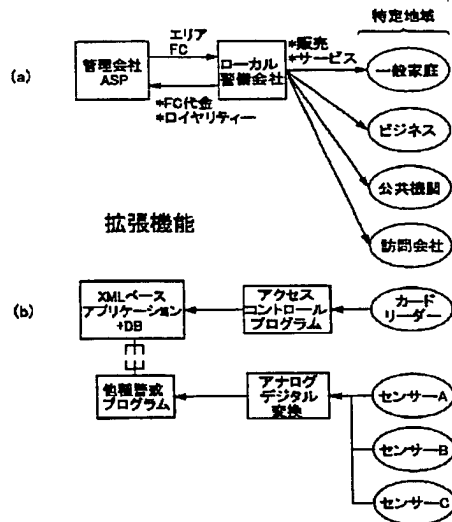 特定地域
(a)
管理会社
ASP
エリア
FC
*FC代金
*ロイヤリティー
ローカル
警備会社
*販売
*サービス
一般家庭
ビジネス
公共機関
訪問会社
拡張機能
(b)
XMLベース
アプリケーション
+DB
アクセス
コントロール
プログラム
カード
リーダー
他種警戒
プログラム
アナログ
デジタル
変換
センサーA
センサーB
センサーC